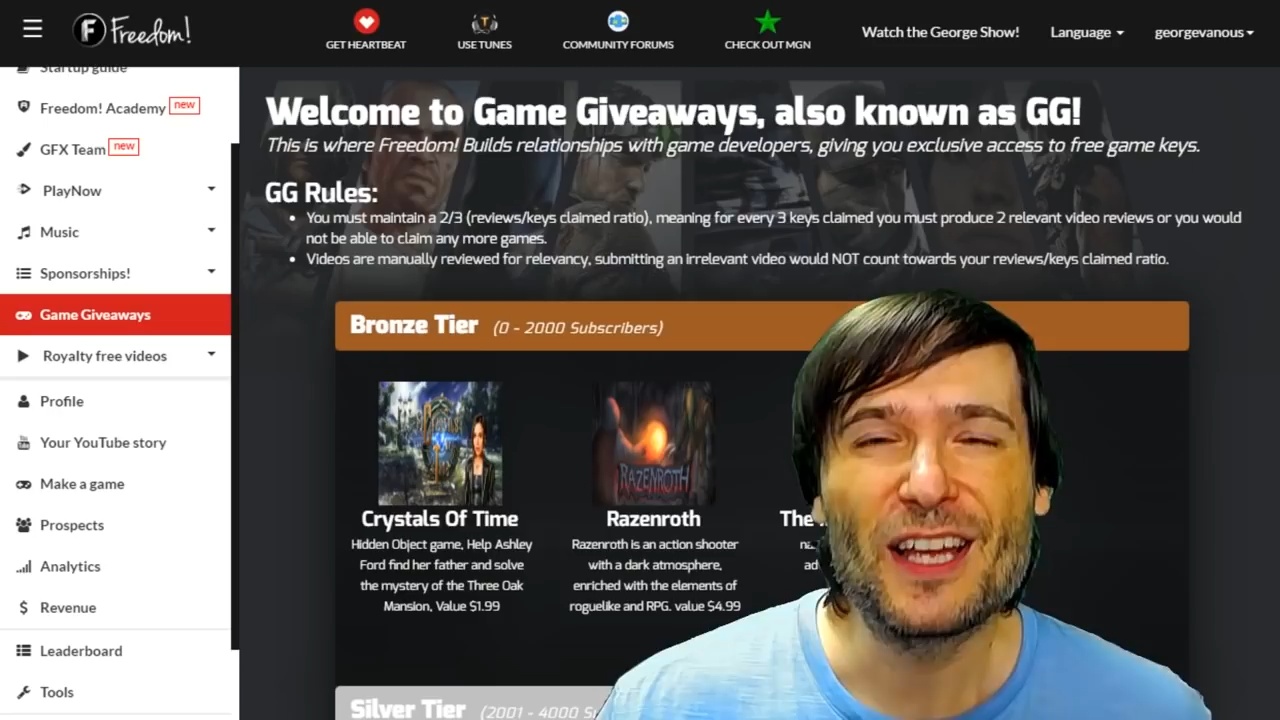 Freedom!
GET HEARTBEAT
USE TUNES
COMMUNITY FORUMS
CHECK OUT MGN
Watch the George Show!
Language
georgevanous
Startup guide
Freedom! Academy new
GFX Team new
PlayNow
Music
Sponsorships!
Game Giveaways
Royalty free videos
Profile
Your YouTube story
Make a game
Prospects
Analytics
$ Revenue
Leaderboard
Tools
Welcome to Game Giveaways, also known as GG!
This is where Freedom! Builds relationships with game developers, giving you exclusive access to free game keys.
GG Rules:
• You must maintain a 2/3 (reviews/keys claimed ratio), meaning for every 3 keys claimed you must produce 2 relevant video reviews or you would
not be able to claim any more games.
• Videos are manually reviewed for relevancy, submitting an irrelevant video would NOT count towards your reviews/keys claimed ratio.
Bronze Tier (0 - 2000 Subscribers)
RAZENROTH
Crystals Of Time
Hidden Object game, Help Ashley
Ford find her father and solve
the mystery of the Three Oak
Mansion, Value $1.99
Razenroth
Razenroth is an action shooter
with a dark atmosphere,
enriched with the elements of
roguelike and RPG. value $4.99
The
Silver Tier (2001 - 4000 S